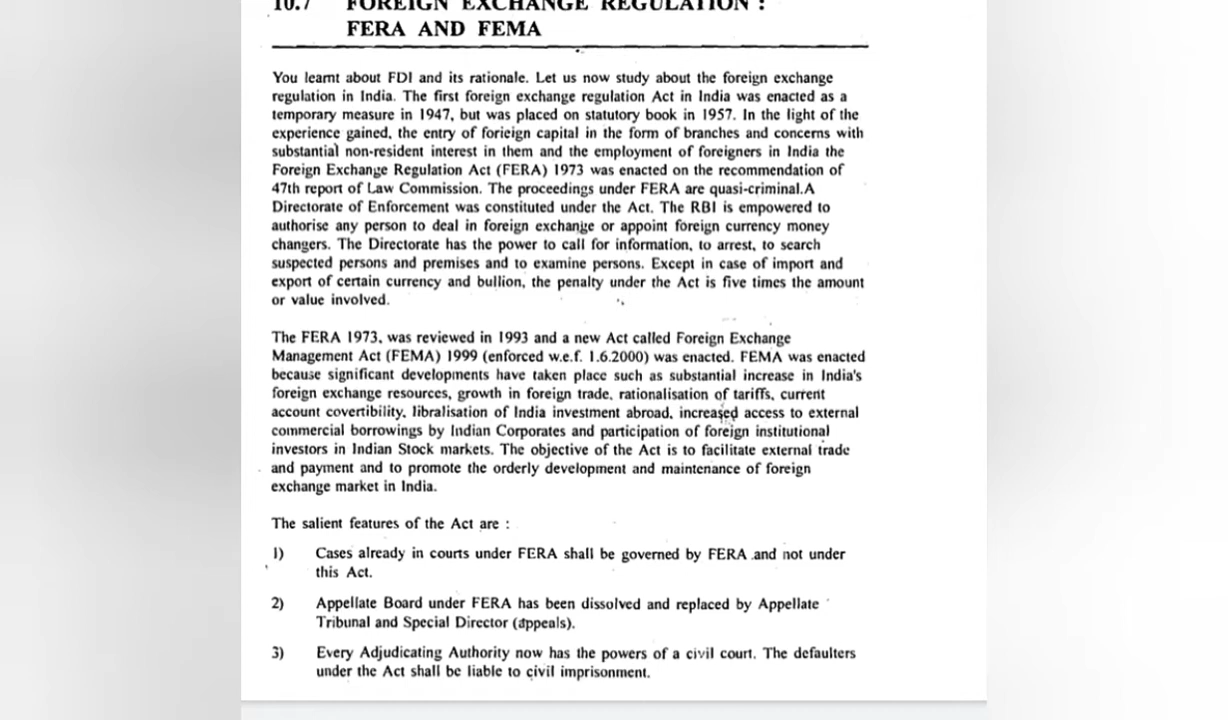 10.7 FOREIGN EXCHANGE REGULATION :
FERA AND FEMA
You learnt about FDI and its rationale. Let us now study about the foreign exchange
regulation in India. The first foreign exchange regulation Act in India was enacted as a
temporary measure in 1947, but was placed on statutory book in 1957. In the light of the
experience gained, the entry of forieign capital in the form of branches and concerns with
substantial non-resident interest in them and the employment of foreigners in India the
Foreign Exchange Regulation Act (FERA) 1973 was enacted on the recommendation of
47th report of Law Commission. The proceedings under FERA are quasi-criminal.A
Directorate of Enforcement was constituted under the Act. The RBI is empowered to
authorise any person to deal in foreign exchange or appoint foreign currency money
changers. The Directorate has the power to call for information, to arrest, to search
suspected persons and premises and to examine persons. Except in case of import and
export of certain currency and bullion, the penalty under the Act is five times the amount
or value involved.
The FERA 1973, was reviewed in 1993 and a new Act called Foreign Exchange
Management Act (FEMA) 1999 (enforced w.e.f. 1.6.2000) was enacted. FEMA was enacted
because significant developments have taken place such as substantial increase in India's
foreign exchange resources, growth in foreign trade, rationalisation of tariffs, current
account covertibility, libralisation of India investment abroad, increased access to external
commercial borrowings by Indian Corporates and participation of foreign institutional
investors in Indian Stock markets. The objective of the Act is to facilitate external trade
and payment and to promote the orderly development and maintenance of foreign
exchange market in India.
The salient features of the Act are :
1) Cases already in courts under FERA shall be governed by FERA and not under
this Act.
2) Appellate Board under FERA has been dissolved and replaced by Appellate
Tribunal and Special Director (appeals).
3) Every Adjudicating Authority now has the powers of a civil court. The defaulters
under the Act shall be liable to civil imprisonment.